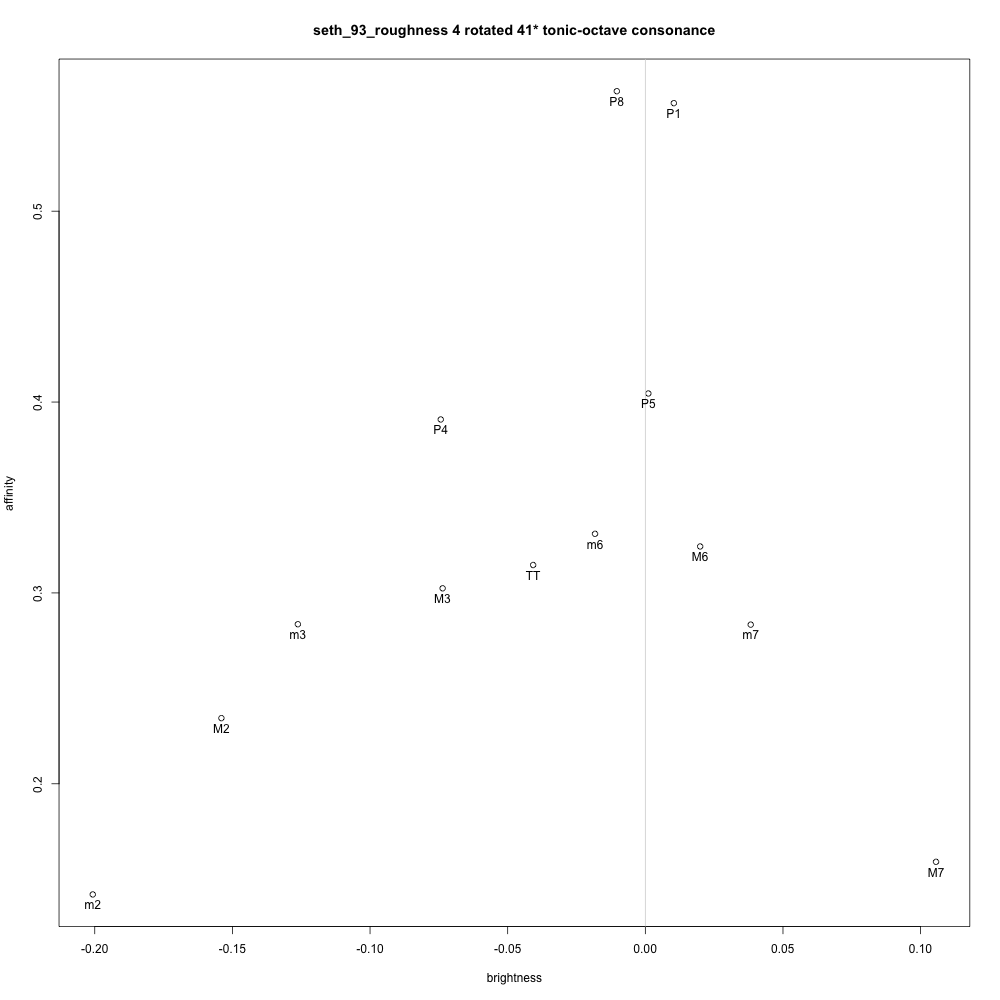 seth_93_roughness 4 rotated 41* tonic-octave consonance
P8
P1
0.5
P5
0.4
P4
affinity
m6
M6
TT
0.3
M3
m3
m7
M2
0.2
M7
m2
-0.20 -0.15 -0.10 -0.05 0.00 0.05 0.10
brightness